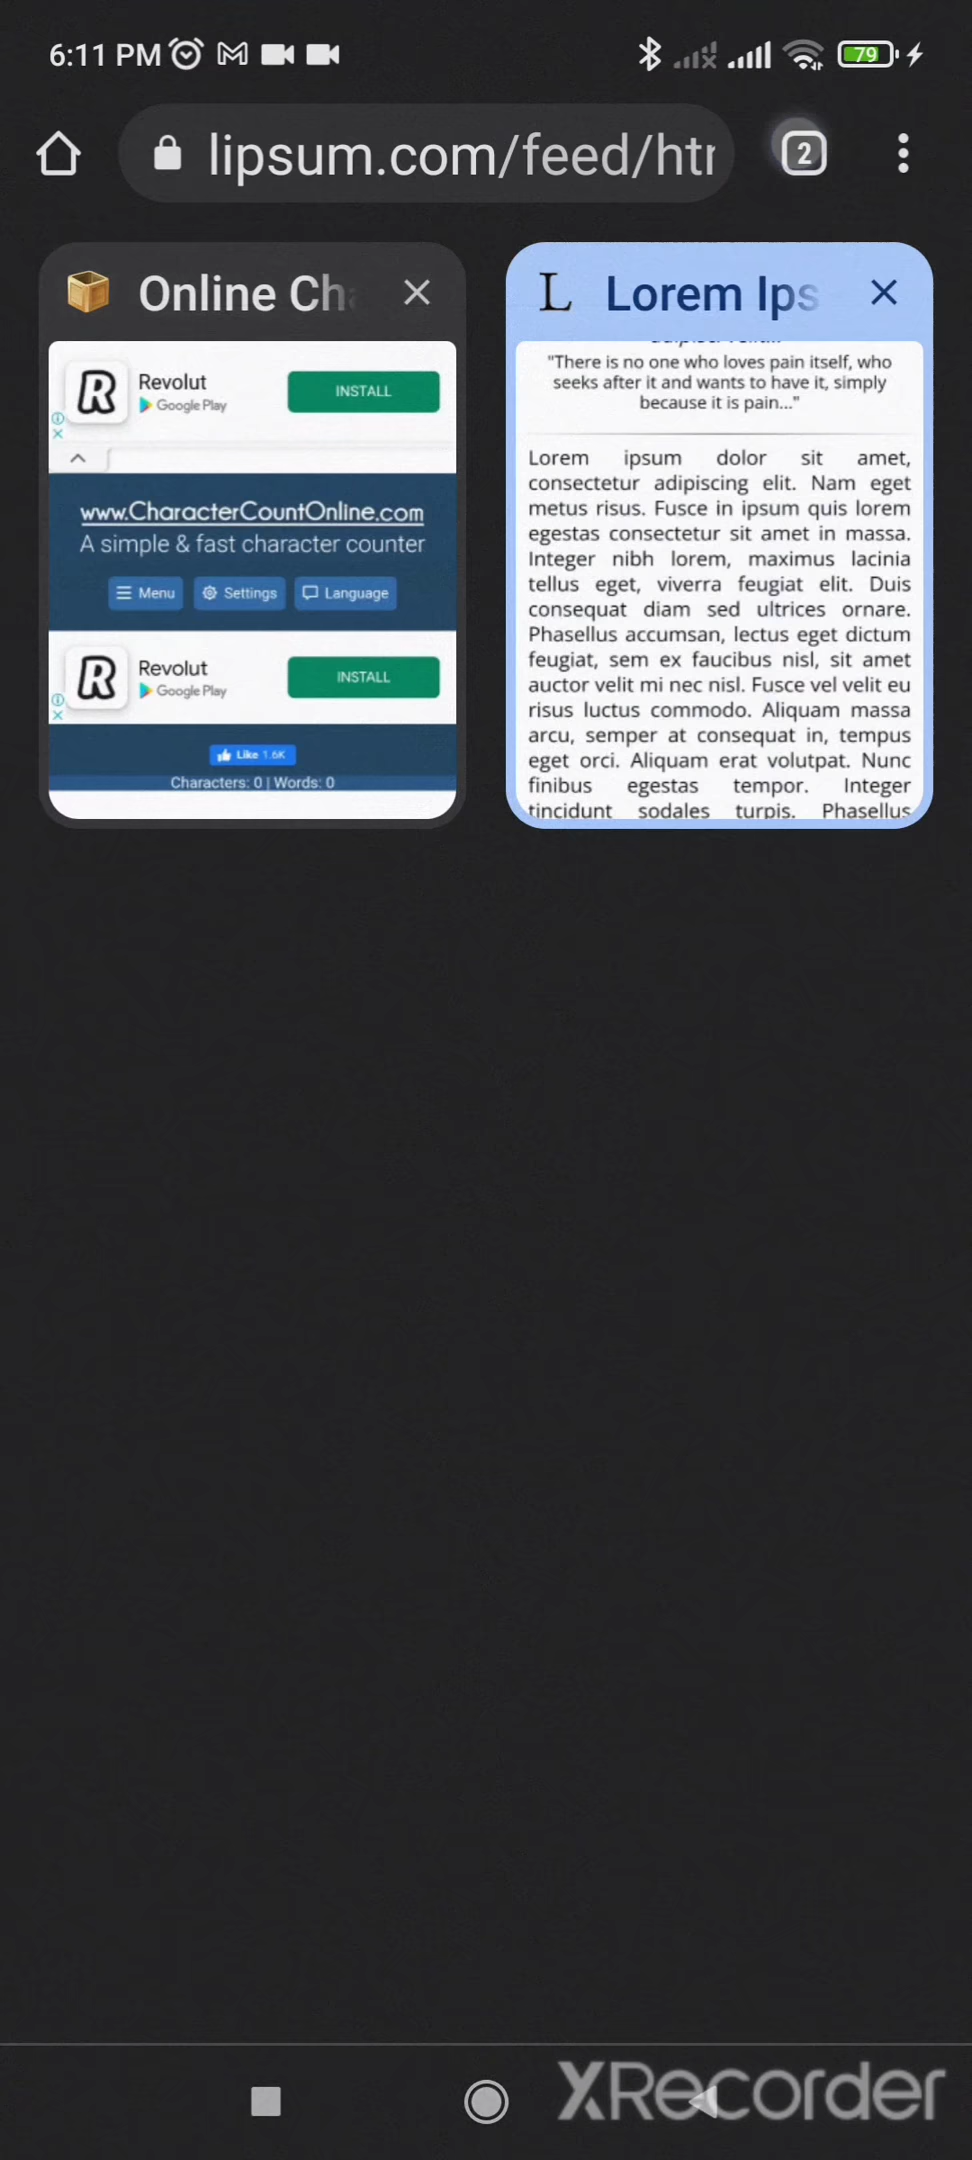 6:11 PM
79
lipsum.com/feed/htr
2
Online Ch
Revolut
Google Play
INSTALL
www.CharacterCountOnline.com
A simple & fast character counter
Menu
Settings
Language
Revolut
Google Play
INSTALL
Like 1.6K
Characters: 0 | Words: 0
L
Lorem Ips
"There is no one who loves pain itself, who
seeks after it and wants to have it, simply
because it is pain..."
Lorem ipsum dolor sit amet,
consectetur adipiscing elit. Nam eget
metus risus. Fusce in ipsum quis lorem
egestas consectetur sit amet in massa.
Integer nibh lorem, maximus lacinia
tellus eget, viverra feugiat elit. Duis
consequat diam sed ultrices ornare.
Phasellus accumsan, lectus eget dictum
feugiat, sem ex faucibus nisl, sit amet
auctor velit mi nec nisl. Fusce vel velit eu
risus luctus commodo. Aliquam massa
arcu, semper at consequat in, tempus
eget orci. Aliquam erat volutpat. Nunc
finibus egestas tempor. Integer
tincidunt sodales turpis. Phasellus
XRecorder